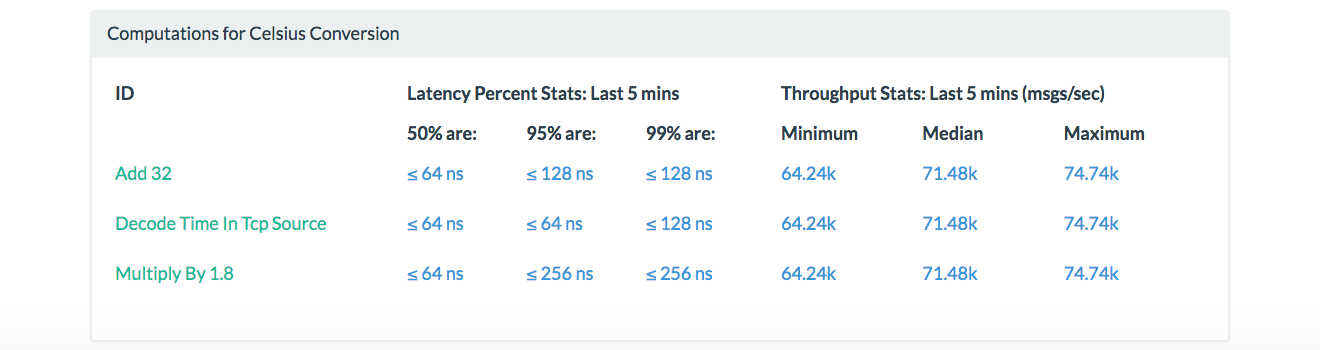 Computations for Celsius Conversion
ID Latency Percent Stats: Last 5 mins Throughput Stats: Last 5 mins (msgs/sec)
50% are: 95% are: 99% are: Minimum Median Maximum
Add 32 ≤ 64 ns ≤ 128 ns ≤ 128 ns 64.24k 71.48k 74.74k
Decode Time In Tcp Source ≤ 64 ns ≤ 64 ns ≤ 128 ns 64.24k 71.48k 74.74k
Multiply By 1.8 ≤ 64 ns ≤ 256 ns ≤ 256 ns 64.24k 71.48k 74.74k